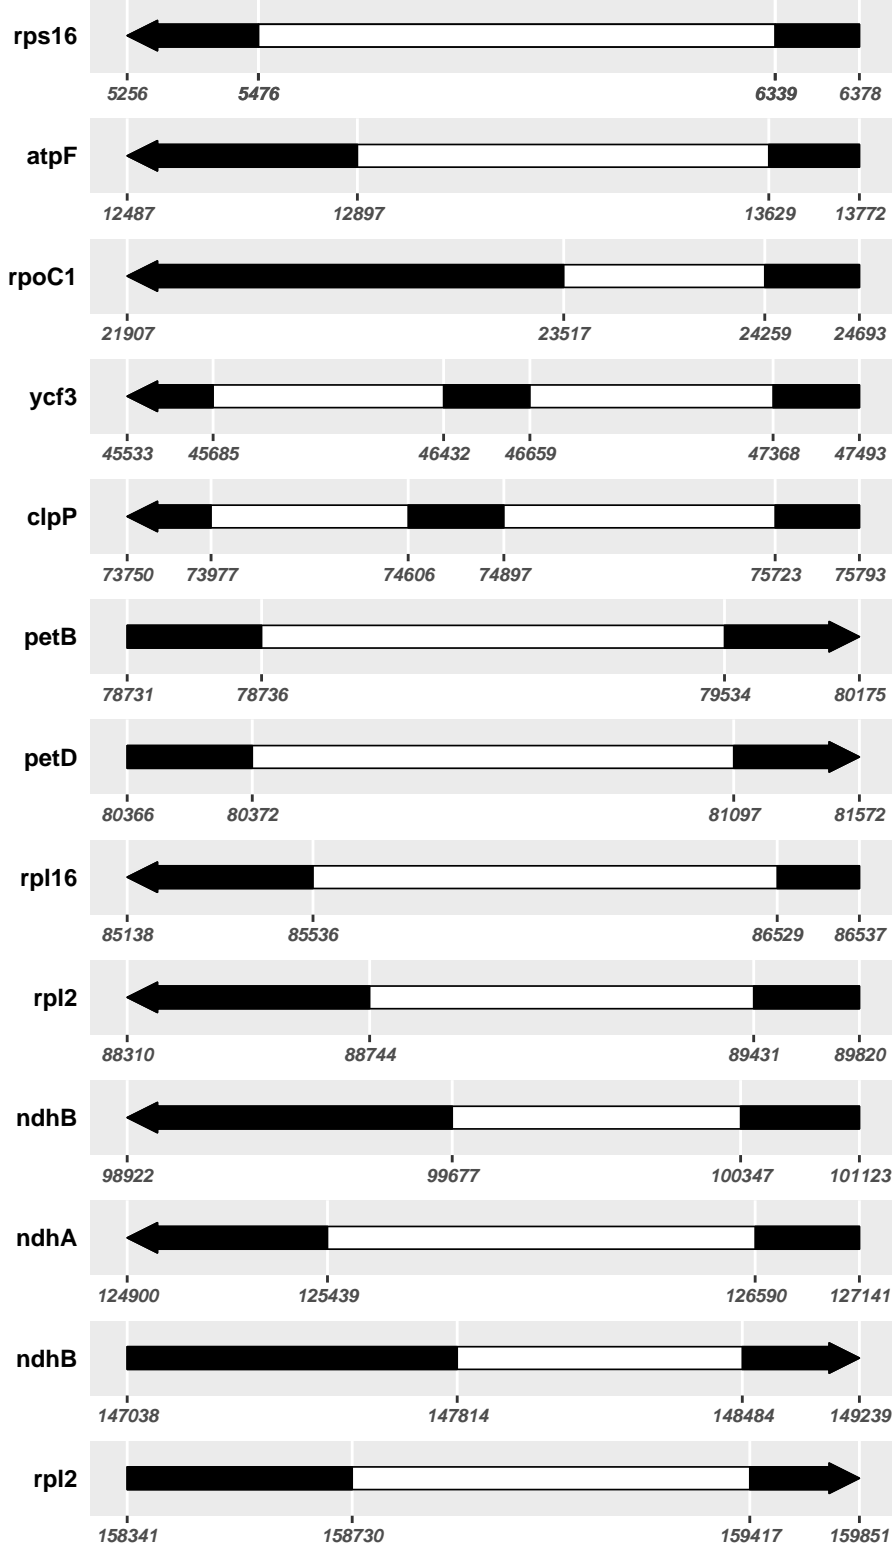 rps16
5256 5476 6339 6378
atpF
12487 12897 13629 13772
rpoC1
21907 23517 24259 24693
ycf3
45533 45685 46432 46659 47368 47493
clpP
73750 73977 74606 74897 75723 75793
petB
78731 78736 79534 80175
petD
80366 80372 81097 81572
rpl16
85138 85536 86529 86537
rpl2
88310 88744 89431 89820
ndhB
98922 99677 100347 101123
ndhA
124900 125439 126590 127141
ndhB
147038 147814 148484 149239
rpl2
158341 158730 159417 159851